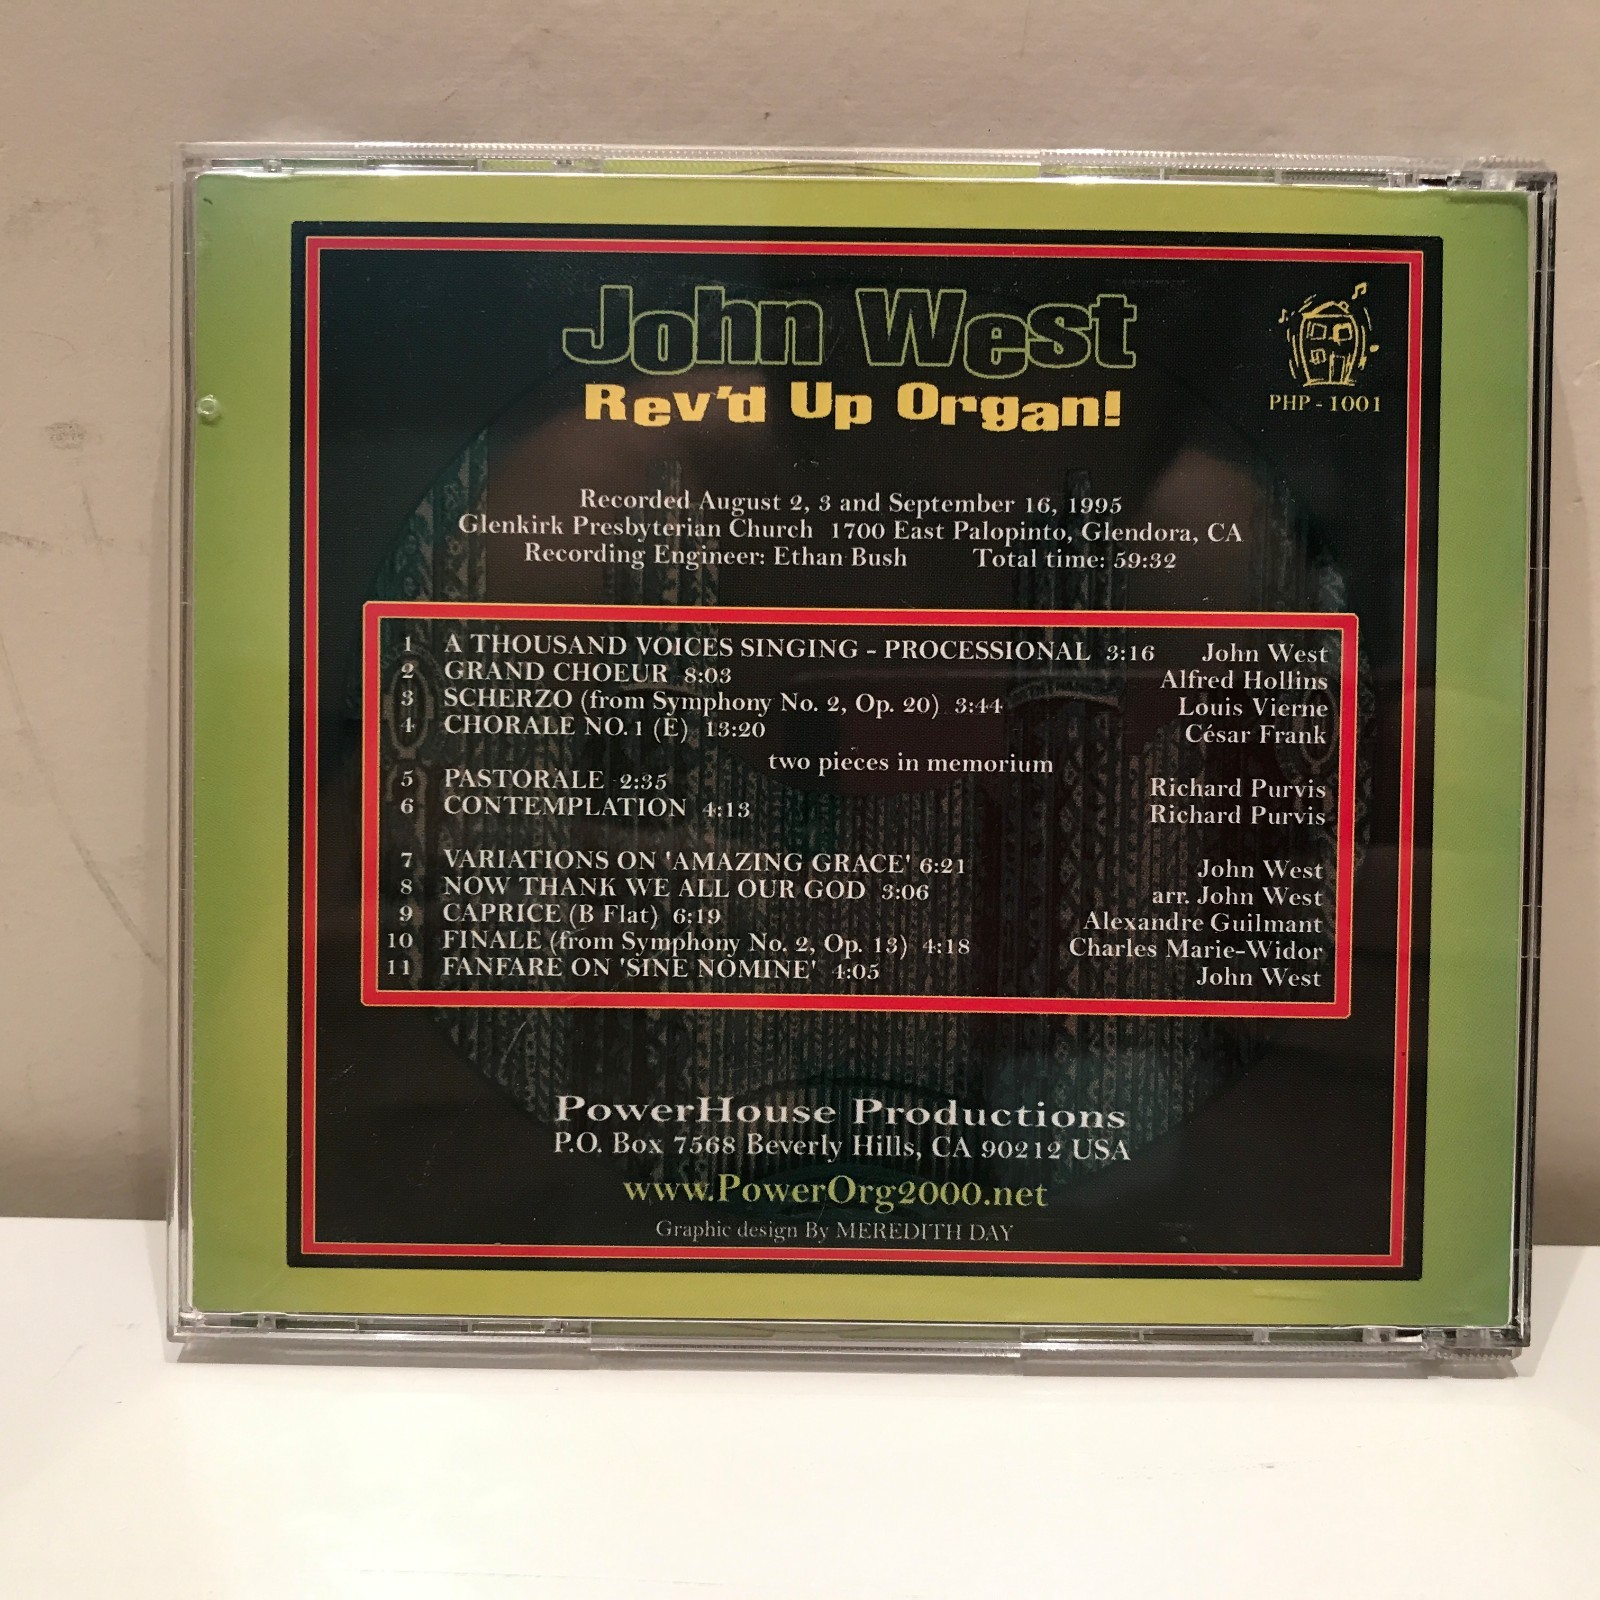 John West
Rev'd Up Organ!
PHP - 1001
Recorded August 2, 3 and September 16, 1995
Glenkirk Presbyterian Church 1700 East Palopinto, Glendora, CA
Recording Engineer: Ethan Bush Total time: 59:32
1 A THOUSAND VOICES SINGING - PROCESSIONAL 3:16 John West
2 GRAND CHOEUR 8:03 Alfred Hollins
3 SCHERZO (from Symphony No. 2, Op. 20) 3:44 Louis Vierne
4 CHORALE NO. 1 (E) 13:20 César Frank
two pieces in memorium
5 PASTORALE 2:35 Richard Purvis
6 CONTEMPLATION 4:13 Richard Purvis
7 VARIATIONS ON 'AMAZING GRACE' 6:21 John West
8 NOW THANK WE ALL OUR GOD 3:06 arr. John West
9 CAPRICE (B Flat) 6:19 Alexandre Guilmant
10 FINALE (from Symphony No. 2, Op. 13) 4:18 Charles Marie-Widor
11 FANFARE ON 'SINE NOMINE' 4:05 John West
PowerHouse Productions
P.O. Box 7568 Beverly Hills, CA 90212 USA
www.PowerOrg2000.net
Graphic design By MEREDITH DAY